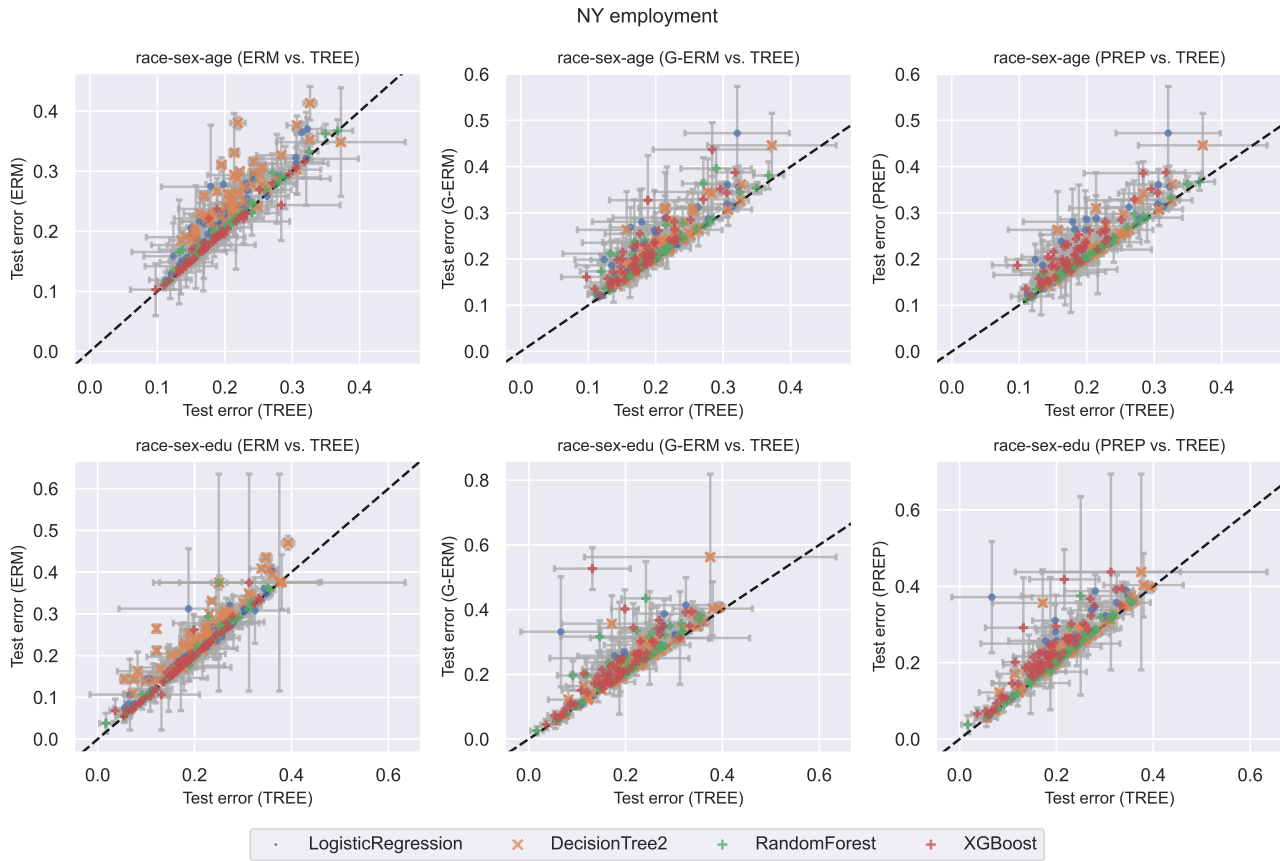 NY employment
race-sex-age (ERM vs. TREE)
race-sex-age (G-ERM vs. TREE)
race-sex-age (PREP vs. TREE)
Test error (ERM)
0.4
0.3
0.2
0.1
0.0
0.0 0.1 0.2 0.3 0.4
Test error (TREE)
Test error (G-ERM)
0.6
0.5
0.4
0.3
0.2
0.1
0.0
0.0 0.1 0.2 0.3 0.4
Test error (TREE)
Test error (PREP)
0.6
0.5
0.4
0.3
0.2
0.1
0.0
0.0 0.1 0.2 0.3 0.4
Test error (TREE)
race-sex-edu (ERM vs. TREE)
race-sex-edu (G-ERM vs. TREE)
race-sex-edu (PREP vs. TREE)
Test error (ERM)
0.6
0.5
0.4
0.3
0.2
0.1
0.0
0.0 0.2 0.4 0.6
Test error (TREE)
Test error (G-ERM)
0.8
0.6
0.4
0.2
0.0
0.0 0.2 0.4 0.6
Test error (TREE)
Test error (PREP)
0.6
0.4
0.2
0.0
0.0 0.2 0.4 0.6
Test error (TREE)
LogisticRegression DecisionTree2 RandomForest XGBoost